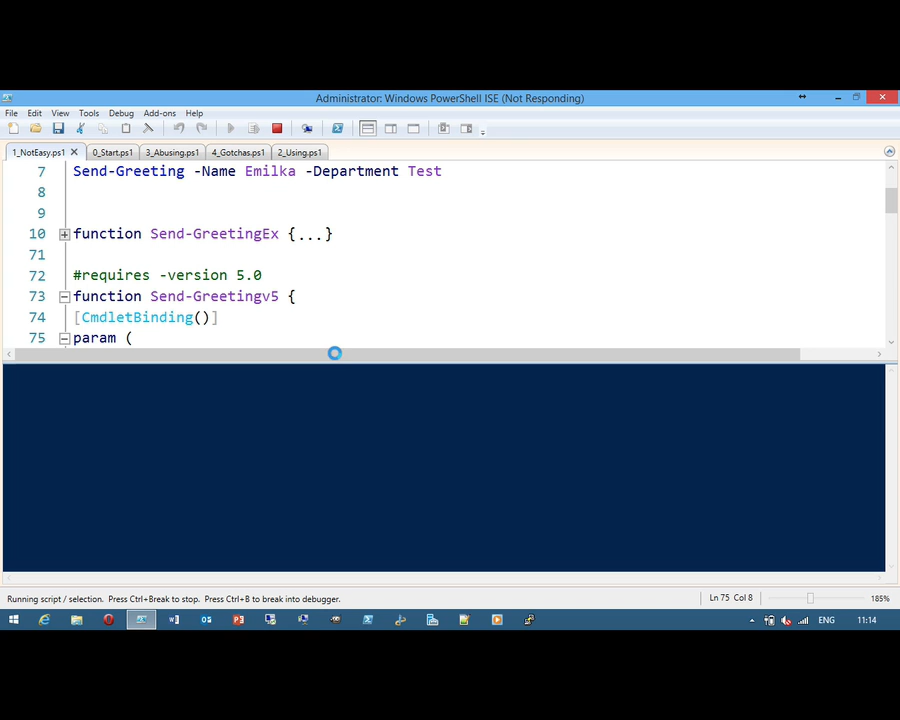 Administrator: Windows PowerShell ISE (Not Responding)
File Edit View Tools Debug Add-ons Help
1_NotEasy.ps1 0_Start.ps1 3_Abusing.ps1 4_Gotchas.ps1 2_Using.ps1
7 Send-Greeting -Name Emilka -Department Test
8
9
10 function Send-GreetingEx {...}
71
72 #requires -version 5.0
73 function Send-Greetingv5 {
74 [CmdletBinding()]
75 param (
Running script / selection. Press Ctrl+Break to stop. Press Ctrl+B to break into debugger. Ln 75 Col 8 185%
ENG 11:14